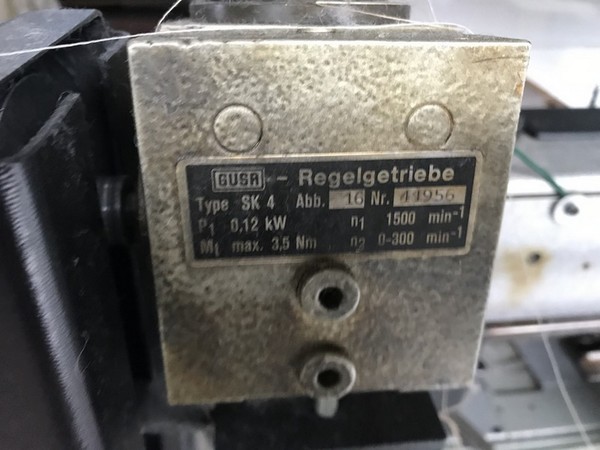 GUSA - Regelgetriebe
Type SK 4 Abb. 16 Nr. 41956
P1 0,12 kW n1 1500 min-1
M1 max. 3,5 Nm n2 0-300 min-1